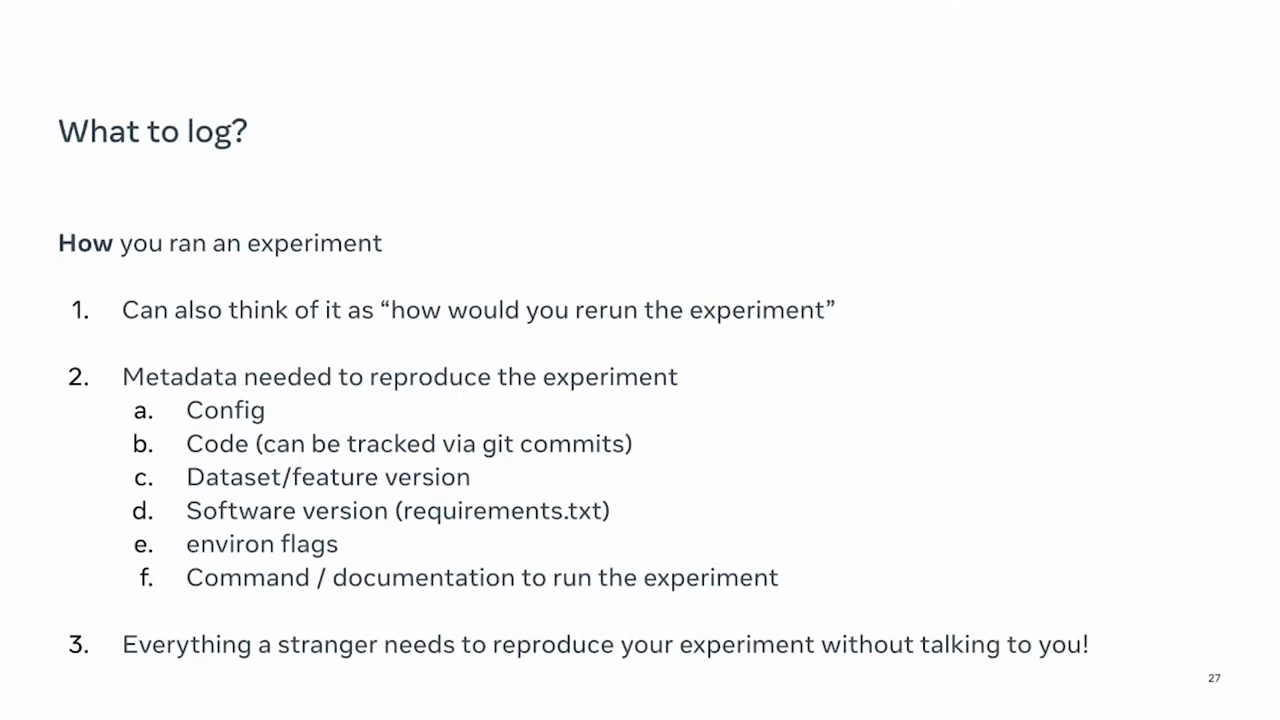 What to log?
How you ran an experiment
1. Can also think of it as “how would you rerun the experiment”
2. Metadata needed to reproduce the experiment
a. Config
b. Code (can be tracked via git commits)
c. Dataset/feature version
d. Software version (requirements.txt)
e. environ flags
f. Command / documentation to run the experiment
3. Everything a stranger needs to reproduce your experiment without talking to you!
27